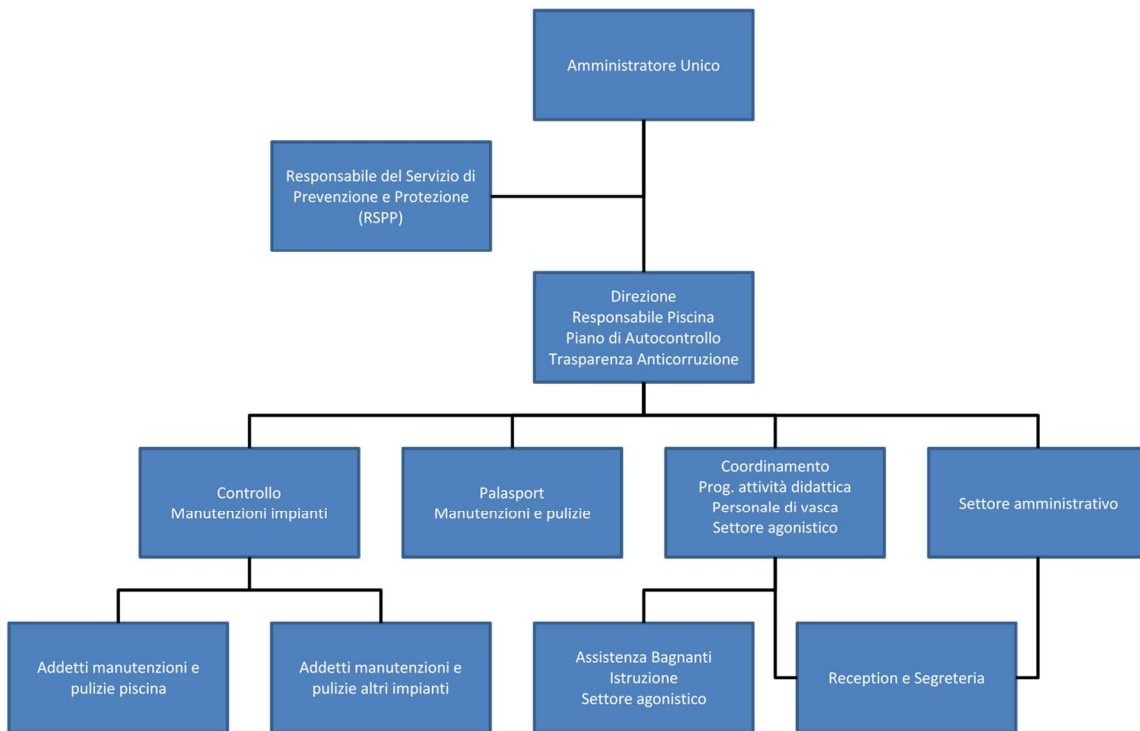 Amministratore Unico
Responsabile del Servizio di
Prevenzione e Protezione
(RSPP)
Direzione
Responsabile Piscina
Piano di Autocontrollo
Trasparenza Anticorruzione
Controllo
Manutenzioni impianti
Palasport
Manutenzioni e pulizie
Coordinamento
Prog. attività didattica
Personale di vasca
Settore agonistico
Settore amministrativo
Addetti manutenzioni e
pulizie piscina
Addetti manutenzioni e
pulizie altri impianti
Assistenza Bagnanti
Istruzione
Settore agonistico
Reception e Segreteria